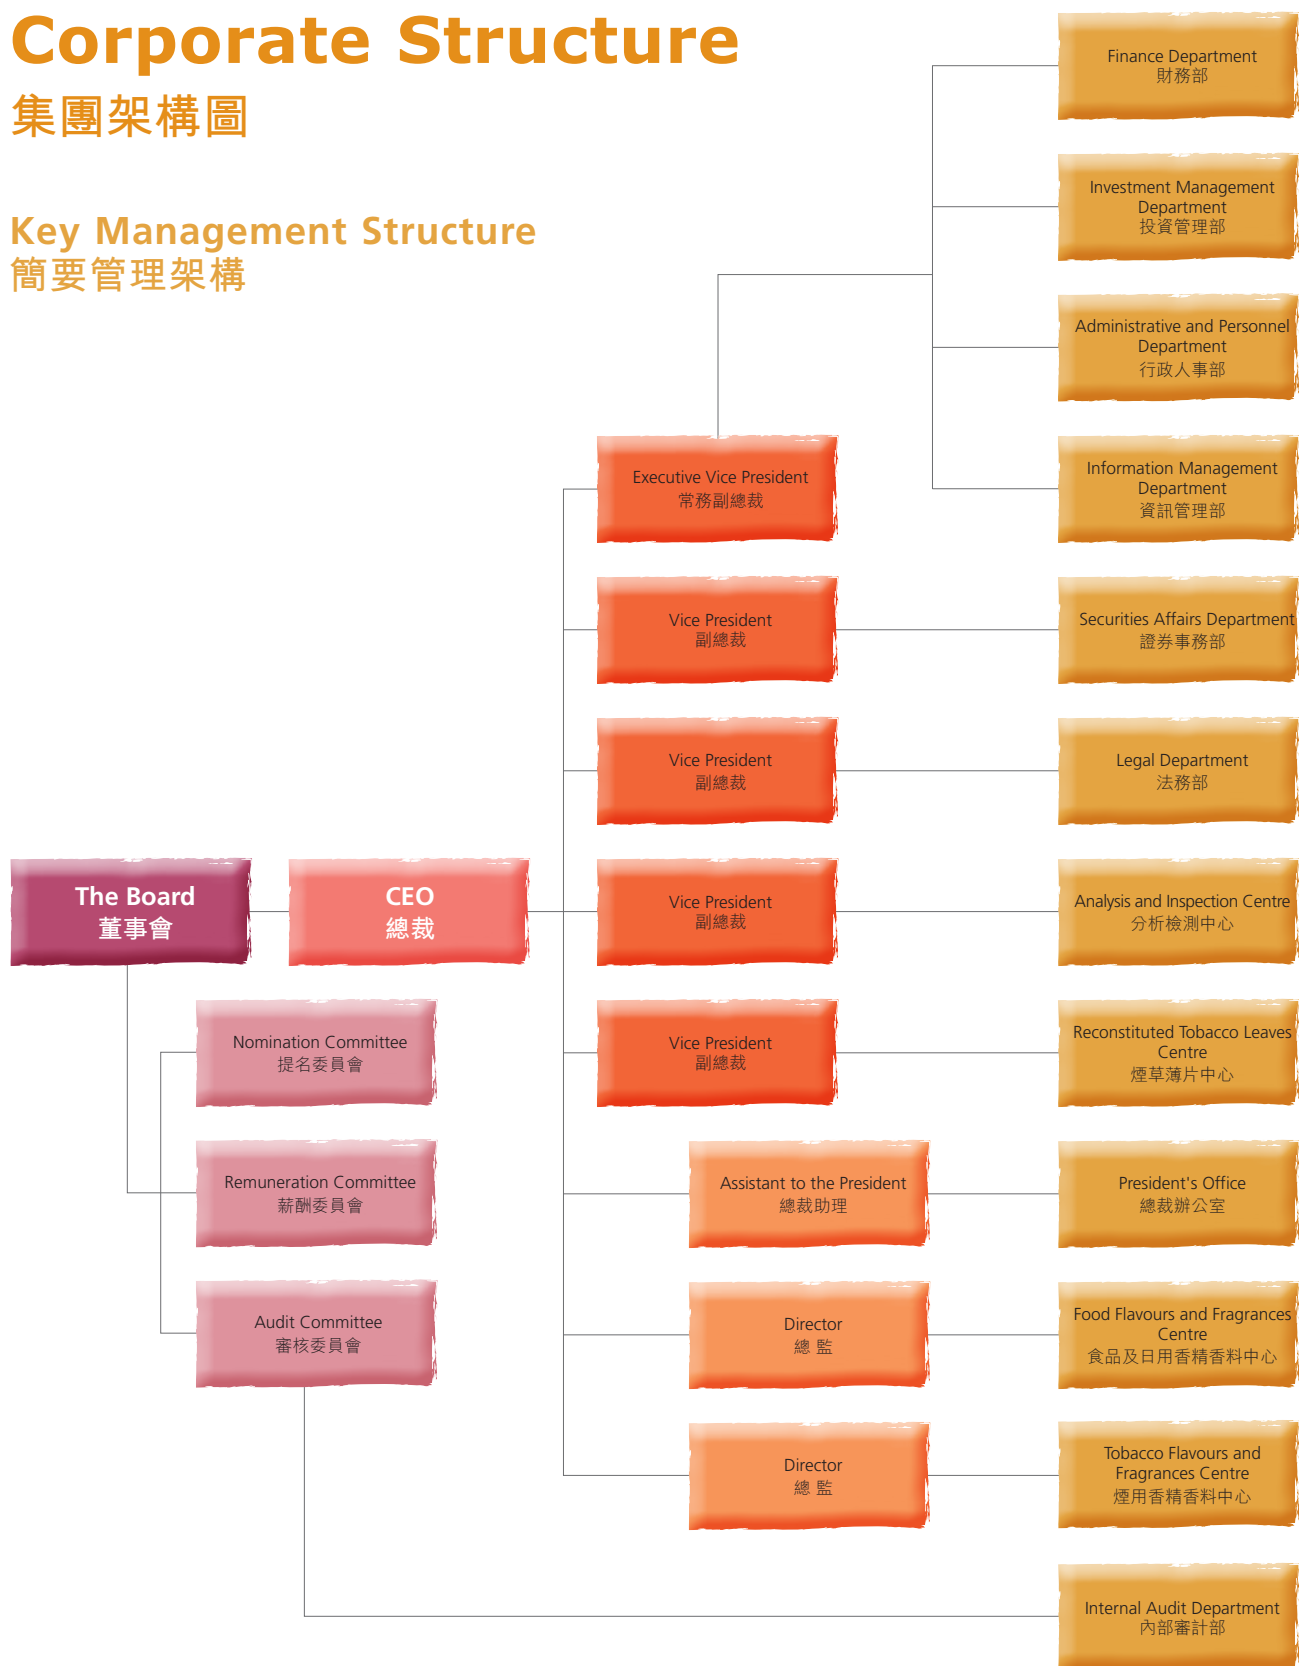 Corporate Structure
集團架構圖
Key Management Structure
簡要管理架構
Finance Department
財務部
Investment Management
Department
投資管理部
Administrative and Personnel
Department
行政人事部
Information Management
Department
資訊管理部
Executive Vice President
常務副總裁
Vice President
副總裁
Securities Affairs Department
證券事務部
Vice President
副總裁
Legal Department
法務部
The Board
董事會
CEO
總裁
Vice President
副總裁
Analysis and Inspection Centre
分析檢測中心
Nomination Committee
提名委員會
Vice President
副總裁
Reconstituted Tobacco Leaves
Centre
煙草薄片中心
Remuneration Committee
薪酬委員會
Assistant to the President
總裁助理
President's Office
總裁辦公室
Audit Committee
審核委員會
Director
總 監
Food Flavours and Fragrances
Centre
食品及日用香精香料中心
Director
總 監
Tobacco Flavours and
Fragrances Centre
煙用香精香料中心
Internal Audit Department
內部審計部